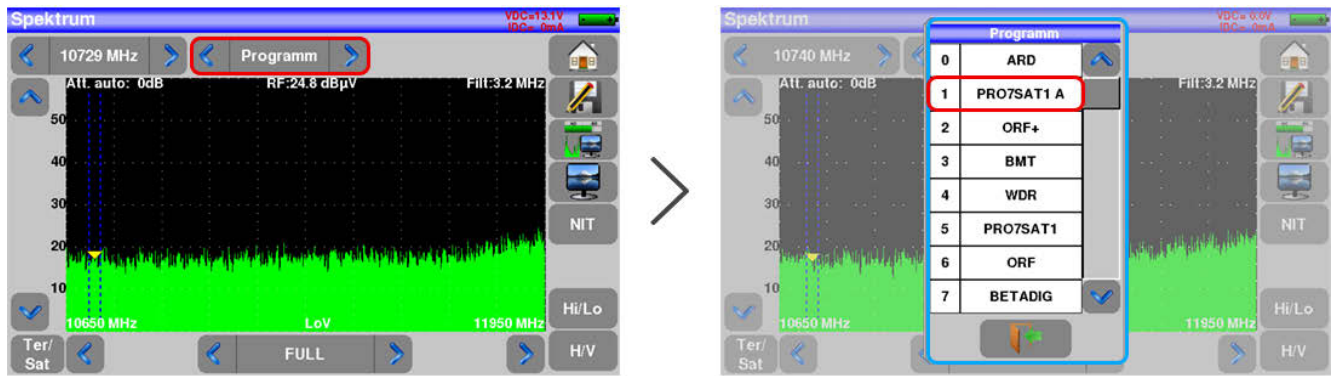 Spektrum
VDC=13.1V
IDC= 0mA
10729 MHz
Programm
Att. auto: 0dB
RF:24.8 dBµV
Filt:3.2 MHz
50
40
30
20
10
10650 MHz
LoV
11950 MHz
NIT
Hi/Lo
Ter/
Sat
FULL
H/V
Spektrum
VDC= 0.0V
IDC= 0mA
10740 MHz
Att. auto: 0dB
Filt:3.2 MHz
50
40
30
20
10
10650 MHz
11950 MHz
NIT
Hi/Lo
Ter/
Sat
H/V
Programm
0 ARD
1 PRO7SAT1 A
2 ORF+
3 BMT
4 WDR
5 PRO7SAT1
6 ORF
7 BETADIG